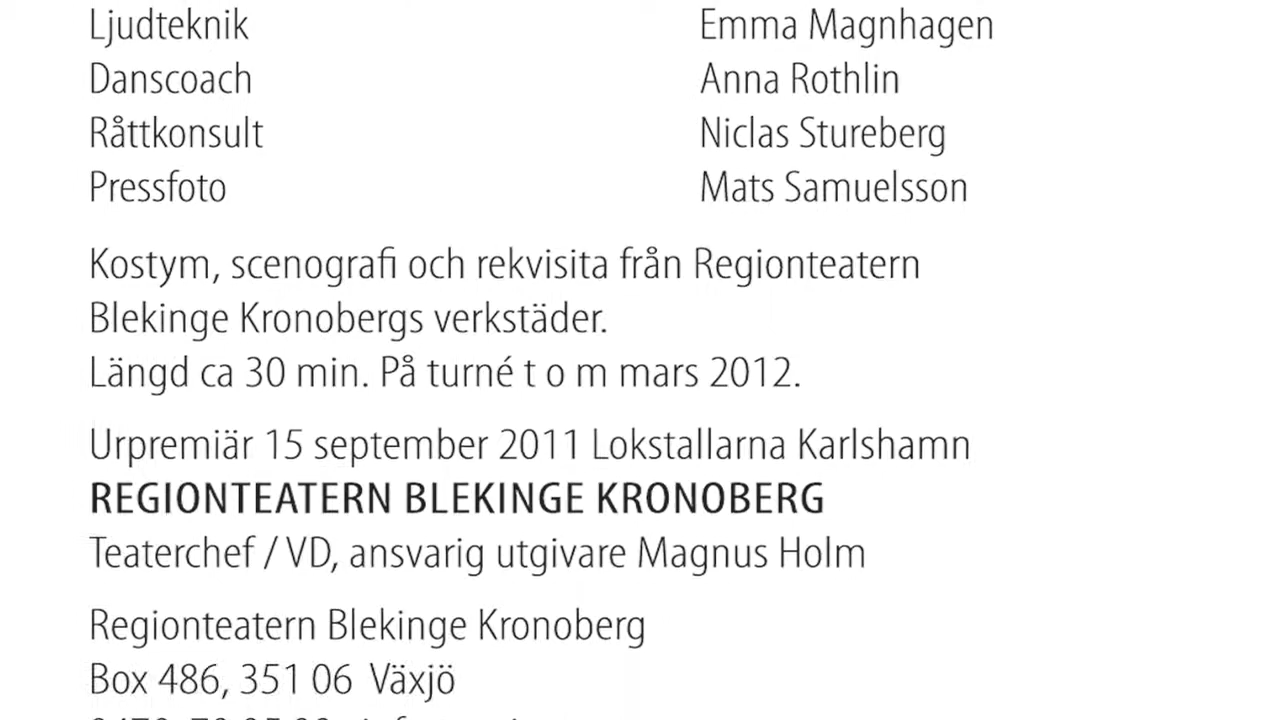 Ljudteknik Emma Magnhagen
Danscoach Anna Rothlin
Råttkonsult Niclas Stureberg
Pressfoto Mats Samuelsson
Kostym, scenografi och rekvisita från Regionteatern
Blekinge Kronobergs verkstäder.
Längd ca 30 min. På turné t o m mars 2012.
Urpremiär 15 september 2011 Lokstallarna Karlshamn
REGIONTEATERN BLEKINGE KRONOBERG
Teaterchef / VD, ansvarig utgivare Magnus Holm
Regionteatern Blekinge Kronoberg
Box 486, 351 06 Växjö